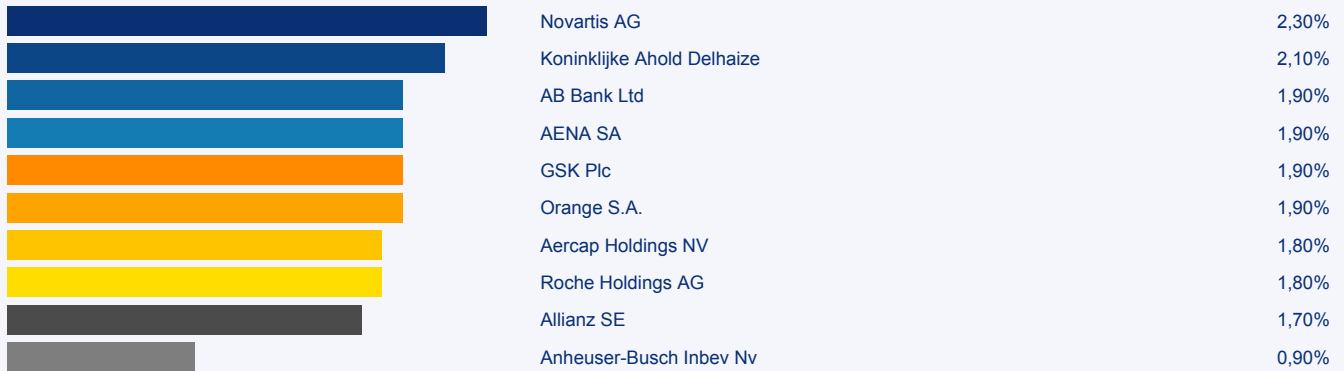 Novartis AG 2,30%
Koninklijke Ahold Delhaize 2,10%
AB Bank Ltd 1,90%
AENA SA 1,90%
GSK Plc 1,90%
Orange S.A. 1,90%
Aercap Holdings NV 1,80%
Roche Holdings AG 1,80%
Allianz SE 1,70%
Anheuser-Busch Inbev Nv 0,90%